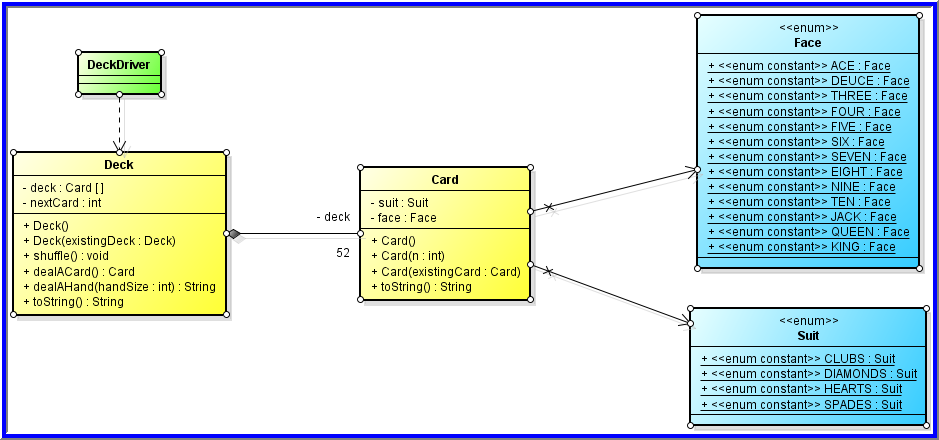 DeckDriver
Deck
- deck : Card [ ]
- nextCard : int
+ Deck()
+ Deck(existingDeck : Deck)
+ shuffle() : void
+ dealACard() : Card
+ dealAHand(handSize : int) : String
+ toString() : String
- deck
52
Card
- suit : Suit
- face : Face
+ Card()
+ Card(n : int)
+ Card(existingCard : Card)
+ toString() : String
<<enum>>
Face
+ <<enum constant>> ACE : Face
+ <<enum constant>> DEUCE : Face
+ <<enum constant>> THREE : Face
+ <<enum constant>> FOUR : Face
+ <<enum constant>> FIVE : Face
+ <<enum constant>> SIX : Face
+ <<enum constant>> SEVEN : Face
+ <<enum constant>> EIGHT : Face
+ <<enum constant>> NINE : Face
+ <<enum constant>> TEN : Face
+ <<enum constant>> JACK : Face
+ <<enum constant>> QUEEN : Face
+ <<enum constant>> KING : Face
<<enum>>
Suit
+ <<enum constant>> CLUBS : Suit
+ <<enum constant>> DIAMONDS : Suit
+ <<enum constant>> HEARTS : Suit
+ <<enum constant>> SPADES : Suit